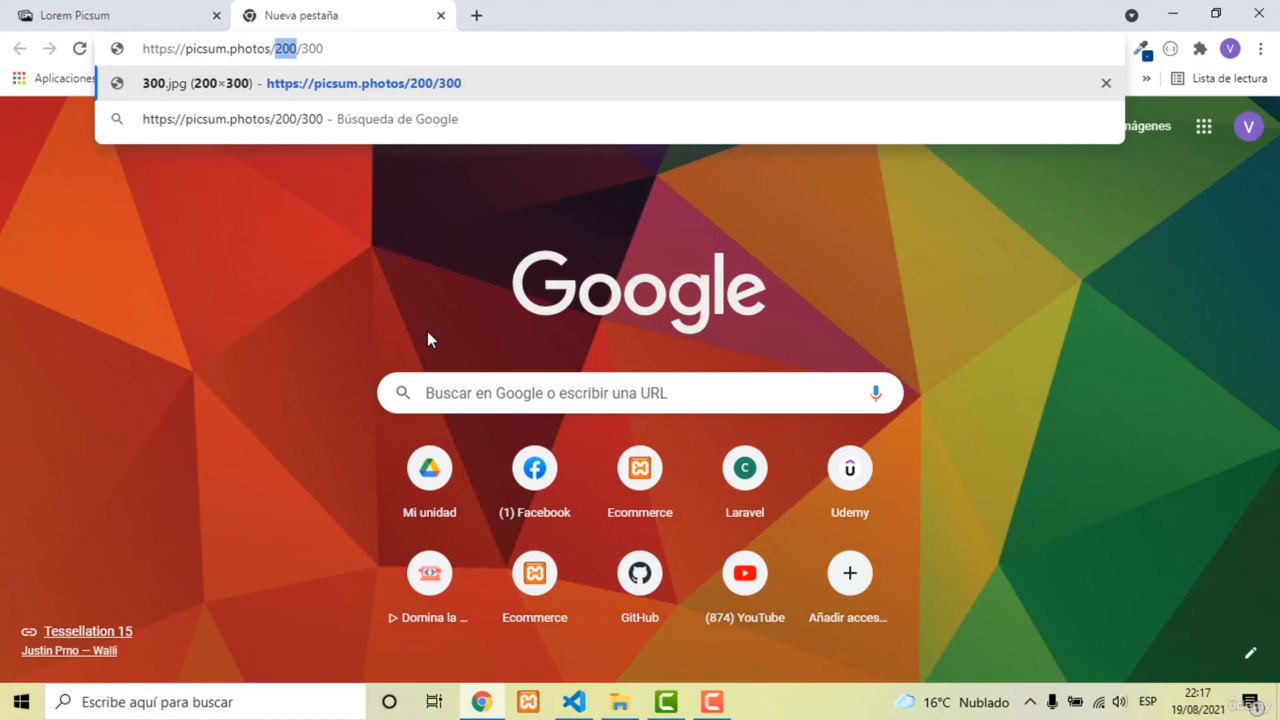 Lorem Picsum
Nueva pestaña
https://picsum.photos/200/300
Aplicaciones
Lista de lectura
300.jpg (200×300) - https://picsum.photos/200/300
https://picsum.photos/200/300 - Búsqueda de Google
mágenes
V
V
Google
Buscar en Google o escribir una URL
C
Mi unidad
(1) Facebook
Ecommerce
Laravel
Udemy
▷ Domina la ...
Ecommerce
GitHub
(874) YouTube
Añadir acces...
Tessellation 15
Justin Prno — Walli
Escribe aquí para buscar
16°C Nublado
ESP
22:17
19/08/2021